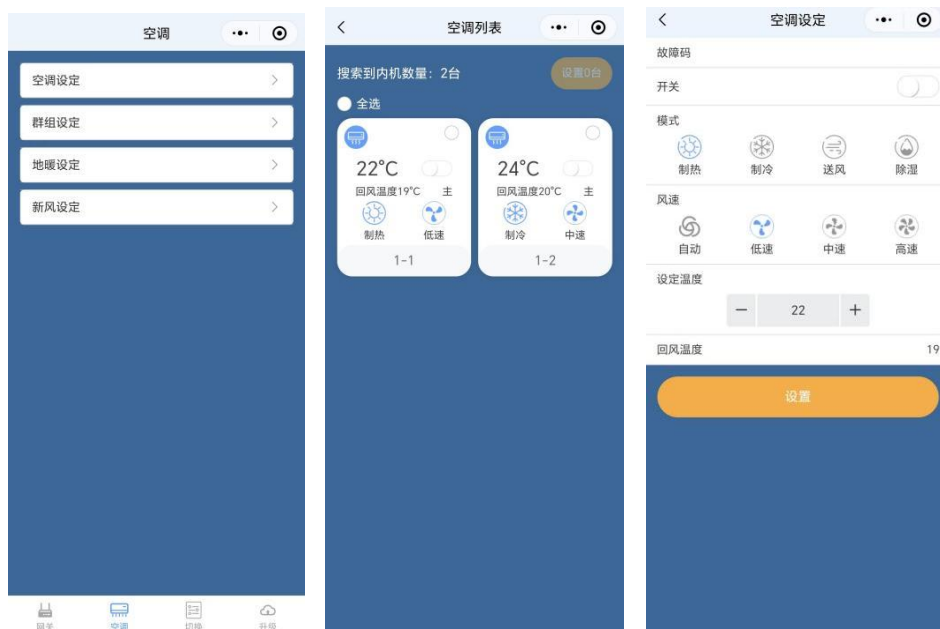 空调
空调设定
群组设定
地暖设定
新风设定
网关
空调
切换
升级
空调列表
搜索到内机数量：2台
设置0台
全选
22°C
回风温度19°C 主
制热 低速
1-1
24°C
回风温度20°C 主
制冷 中速
1-2
空调设定
故障码
开关
模式
制热 制冷 送风 除湿
风速
自动 低速 中速 高速
设定温度
22
回风温度 19
设置